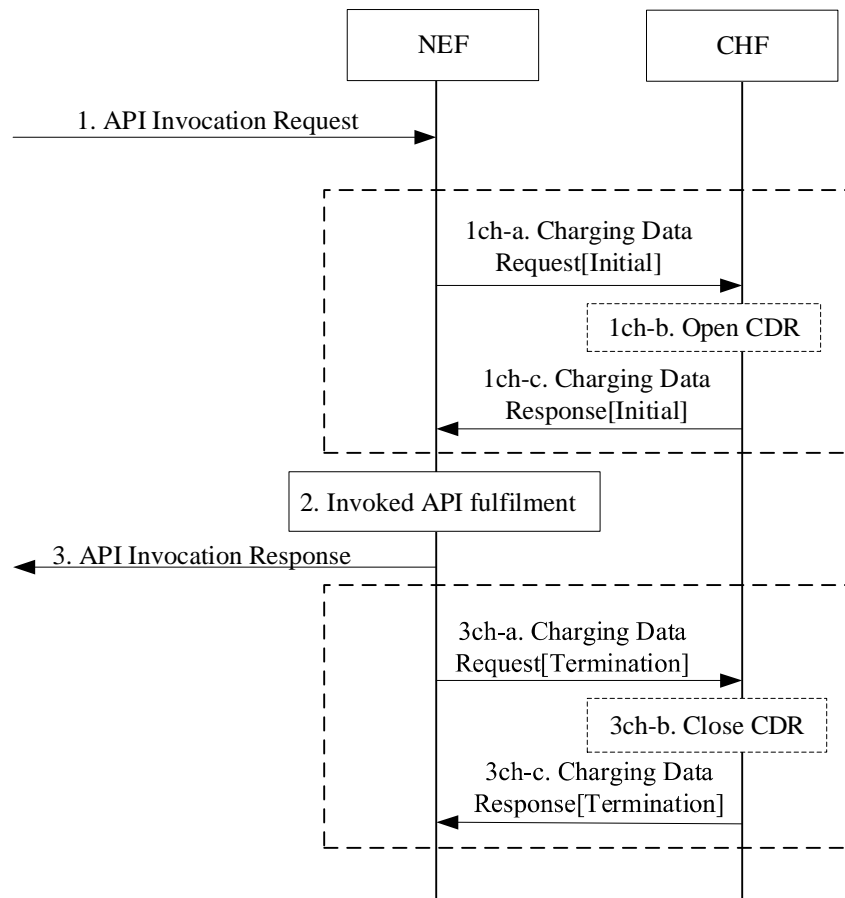 NEF
CHF
1. API Invocation Request
1ch-a. Charging Data
Request[Initial]
1ch-b. Open CDR
1ch-c. Charging Data
Response[Initial]
2. Invoked API fulfilment
3. API Invocation Response
3ch-a. Charging Data
Request[Termination]
3ch-b. Close CDR
3ch-c. Charging Data
Response[Termination]